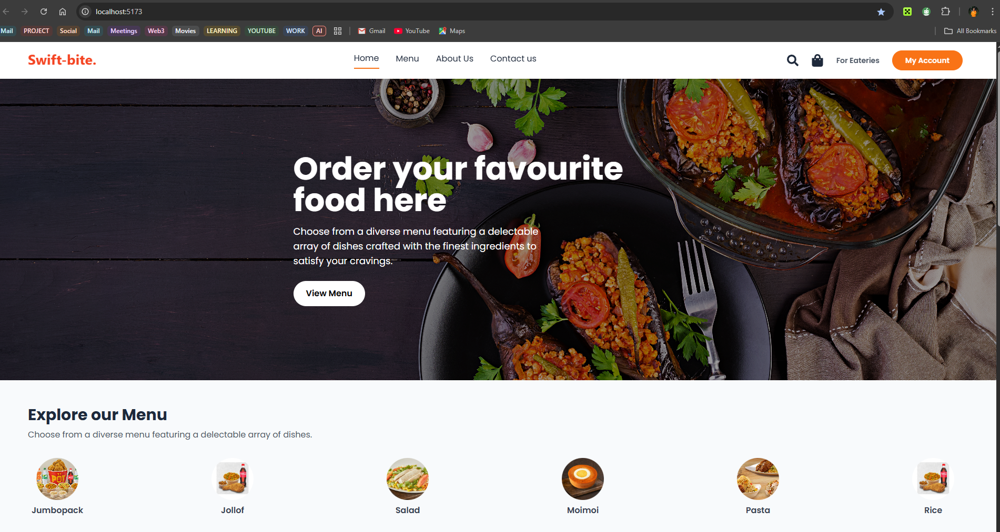 localhost:5173
Mail PROJECT Social Mail Meetings Web3 Movies LEARNING YOUTUBE WORK AI Gmail YouTube Maps All Bookmarks
Swift-bite. Home Menu About Us Contact us For Eateries My Account
Order your favourite
food here
Choose from a diverse menu featuring a delectable
array of dishes crafted with the finest ingredients to
satisfy your cravings.
View Menu
Explore our Menu
Choose from a diverse menu featuring a delectable array of dishes.
POT
Jumbopack Jollof Salad Moimoi Pasta Rice